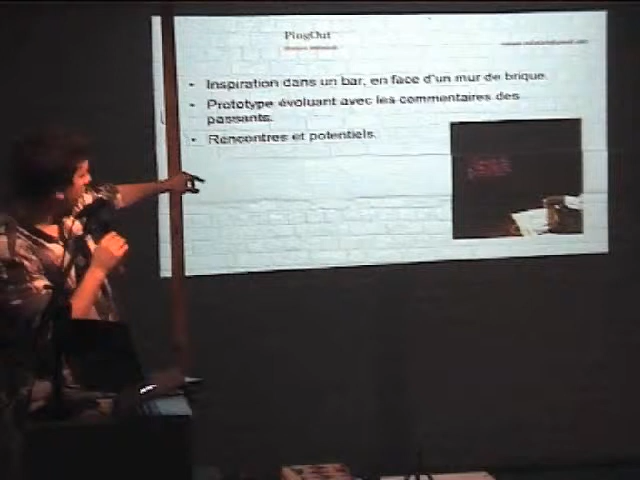 PingOut
• Inspiration dans un bar, en face d'un mur de brique.
• Prototype évoluant avec les commentaires des
passants.
• Rencontres et potentiels.